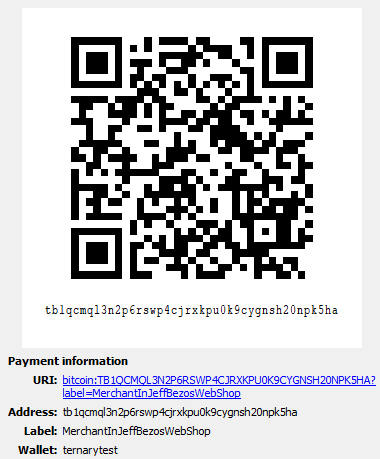 tb1qcmql3n2p6rswp4cjrxkpu0k9cygnsh20npk5ha
Payment information
URI: bitcoin:TB1QCMQL3N2P6RSWP4CJRXKPU0K9CYGNSH20NPK5HA?
label=MerchantInJeffBezosWebShop
Address: tb1qcmql3n2p6rswp4cjrxkpu0k9cygnsh20npk5ha
Label: MerchantInJeffBezosWebShop
Wallet: ternarytest